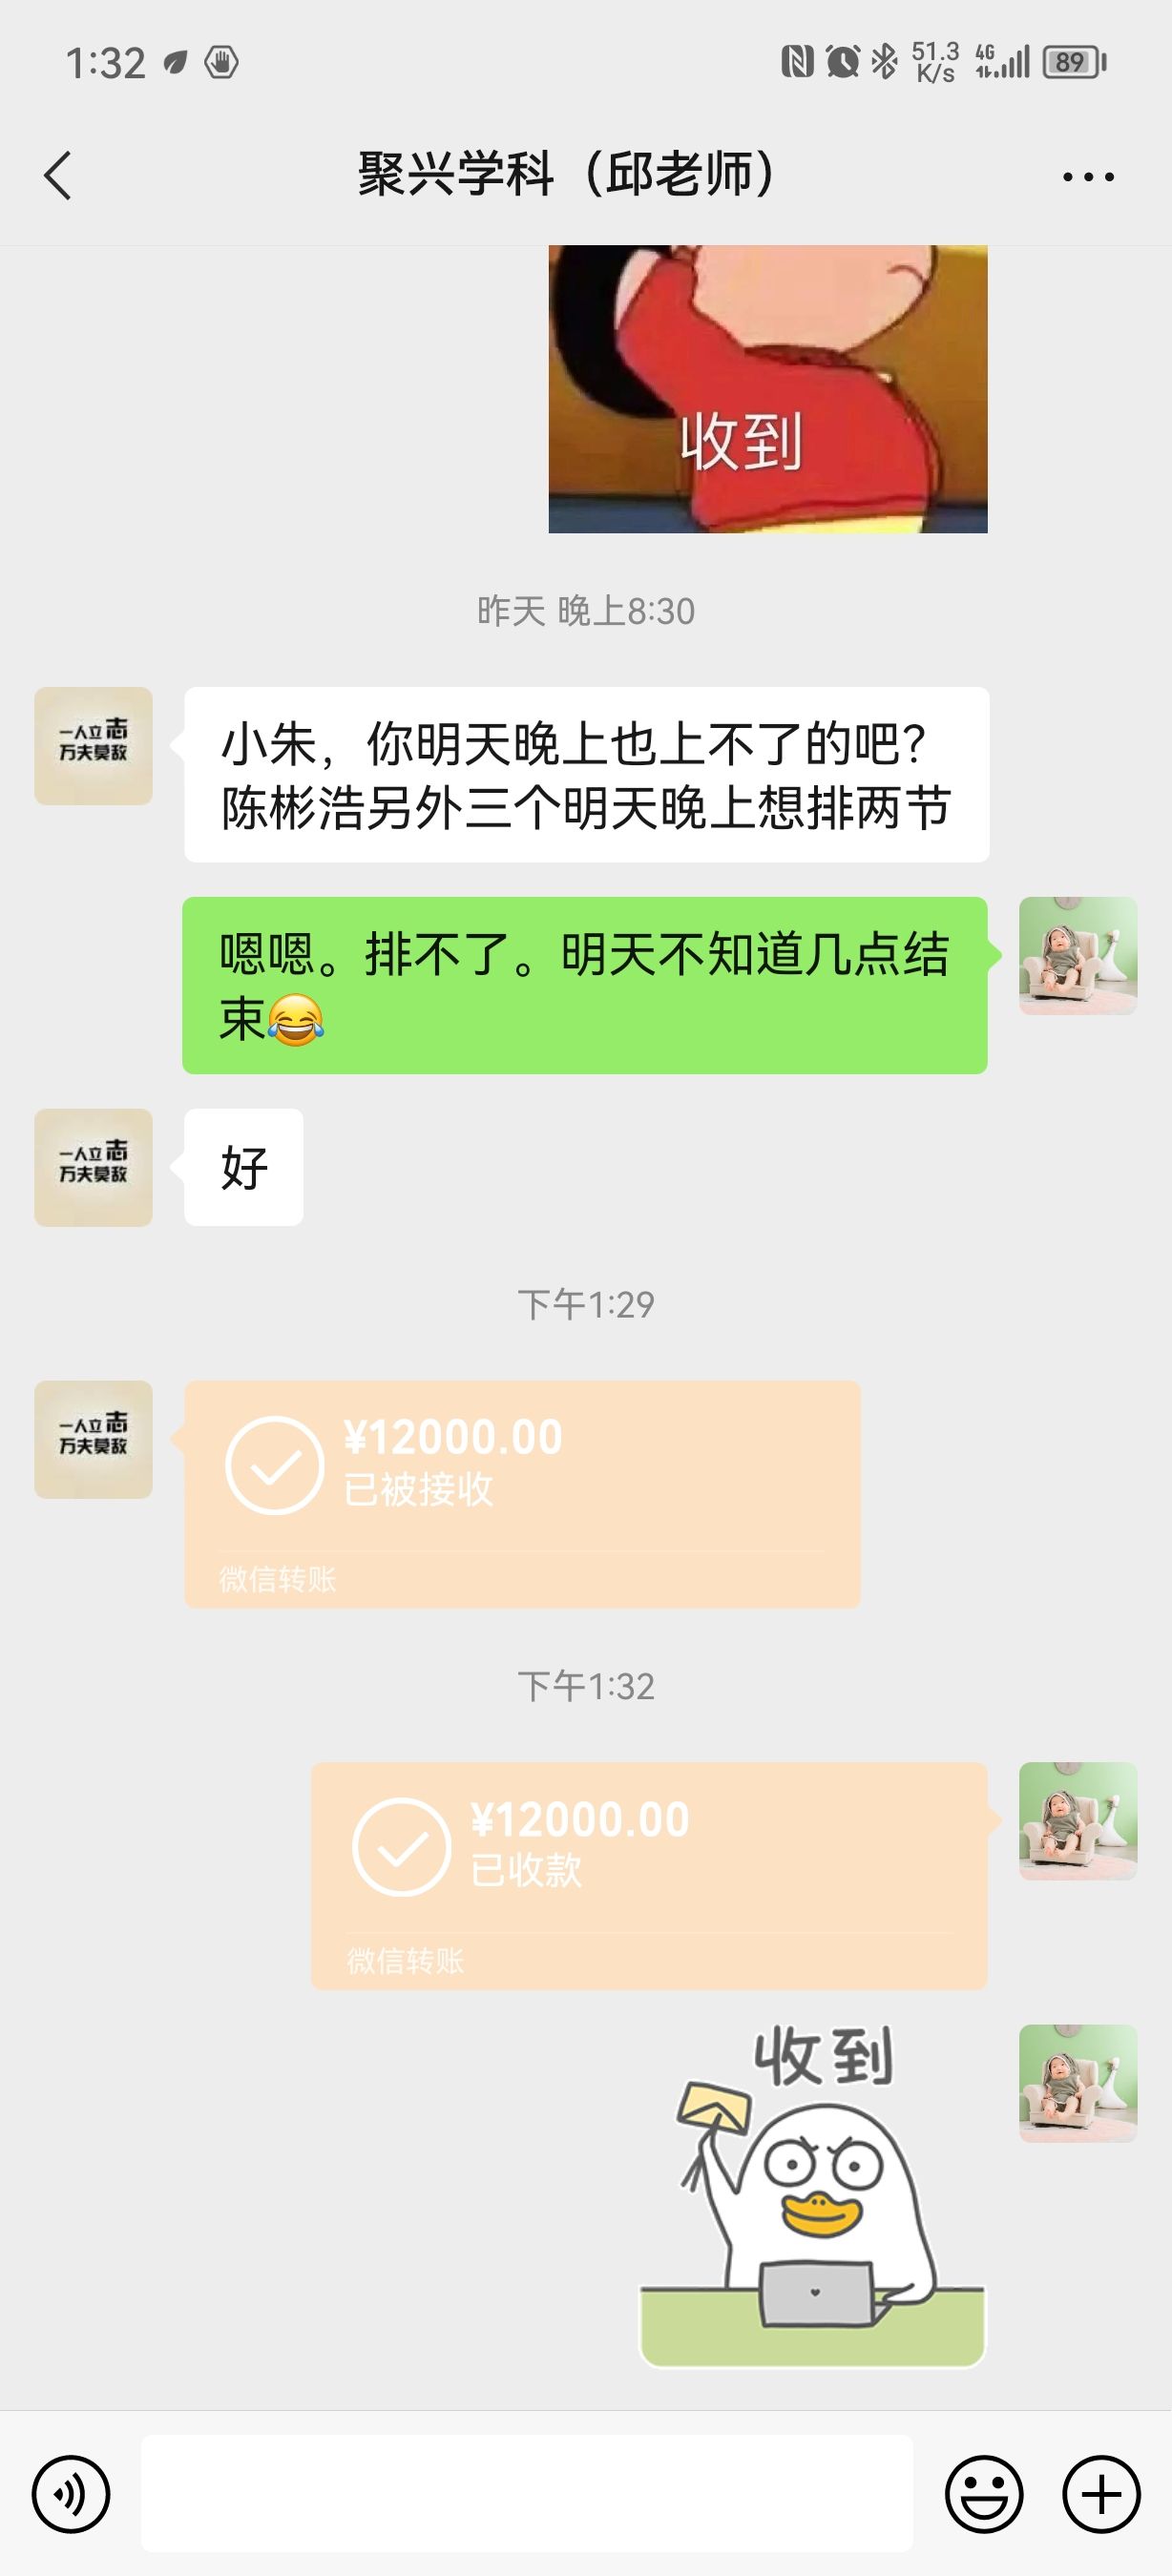 1:32
51.3
K/s
4G
89
聚兴学科（邱老师）
收到
昨天 晚上8:30
一人立志
万夫莫敌
小朱，你明天晚上也上不了的吧？
陈彬浩另外三个明天晚上想排两节
嗯嗯。排不了。明天不知道几点结
束😂
一人立志
万夫莫敌
好
下午1:29
一人立志
万夫莫敌
¥12000.00
已被接收
微信转账
下午1:32
¥12000.00
已收款
微信转账
收到